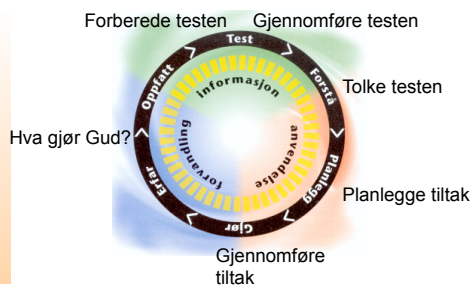 Forberede testen
Gjennomføre testen
Test
Oppfatt
Forstå
informasjon
Tolke testen
Hva gjør Gud?
forvandling
anvendelse
Erfar
Planlegg
Planlegge tiltak
Gjør
Gjennomføre
tiltak